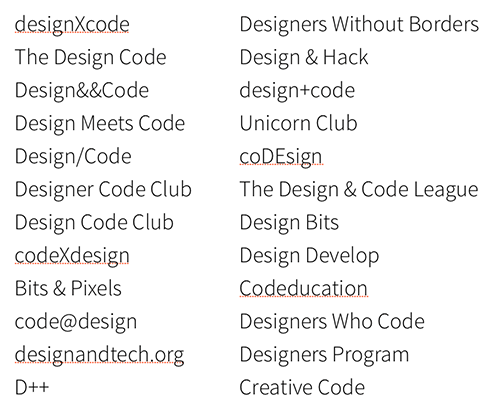 designXcode
The Design Code
Design&&Code
Design Meets Code
Design/Code
Designer Code Club
Design Code Club
codeXdesign
Bits & Pixels
code@design
designandtech.org
D++
Designers Without Borders
Design & Hack
design+code
Unicorn Club
coDEsign
The Design & Code League
Design Bits
Design Develop
Codeducation
Designers Who Code
Designers Program
Creative Code